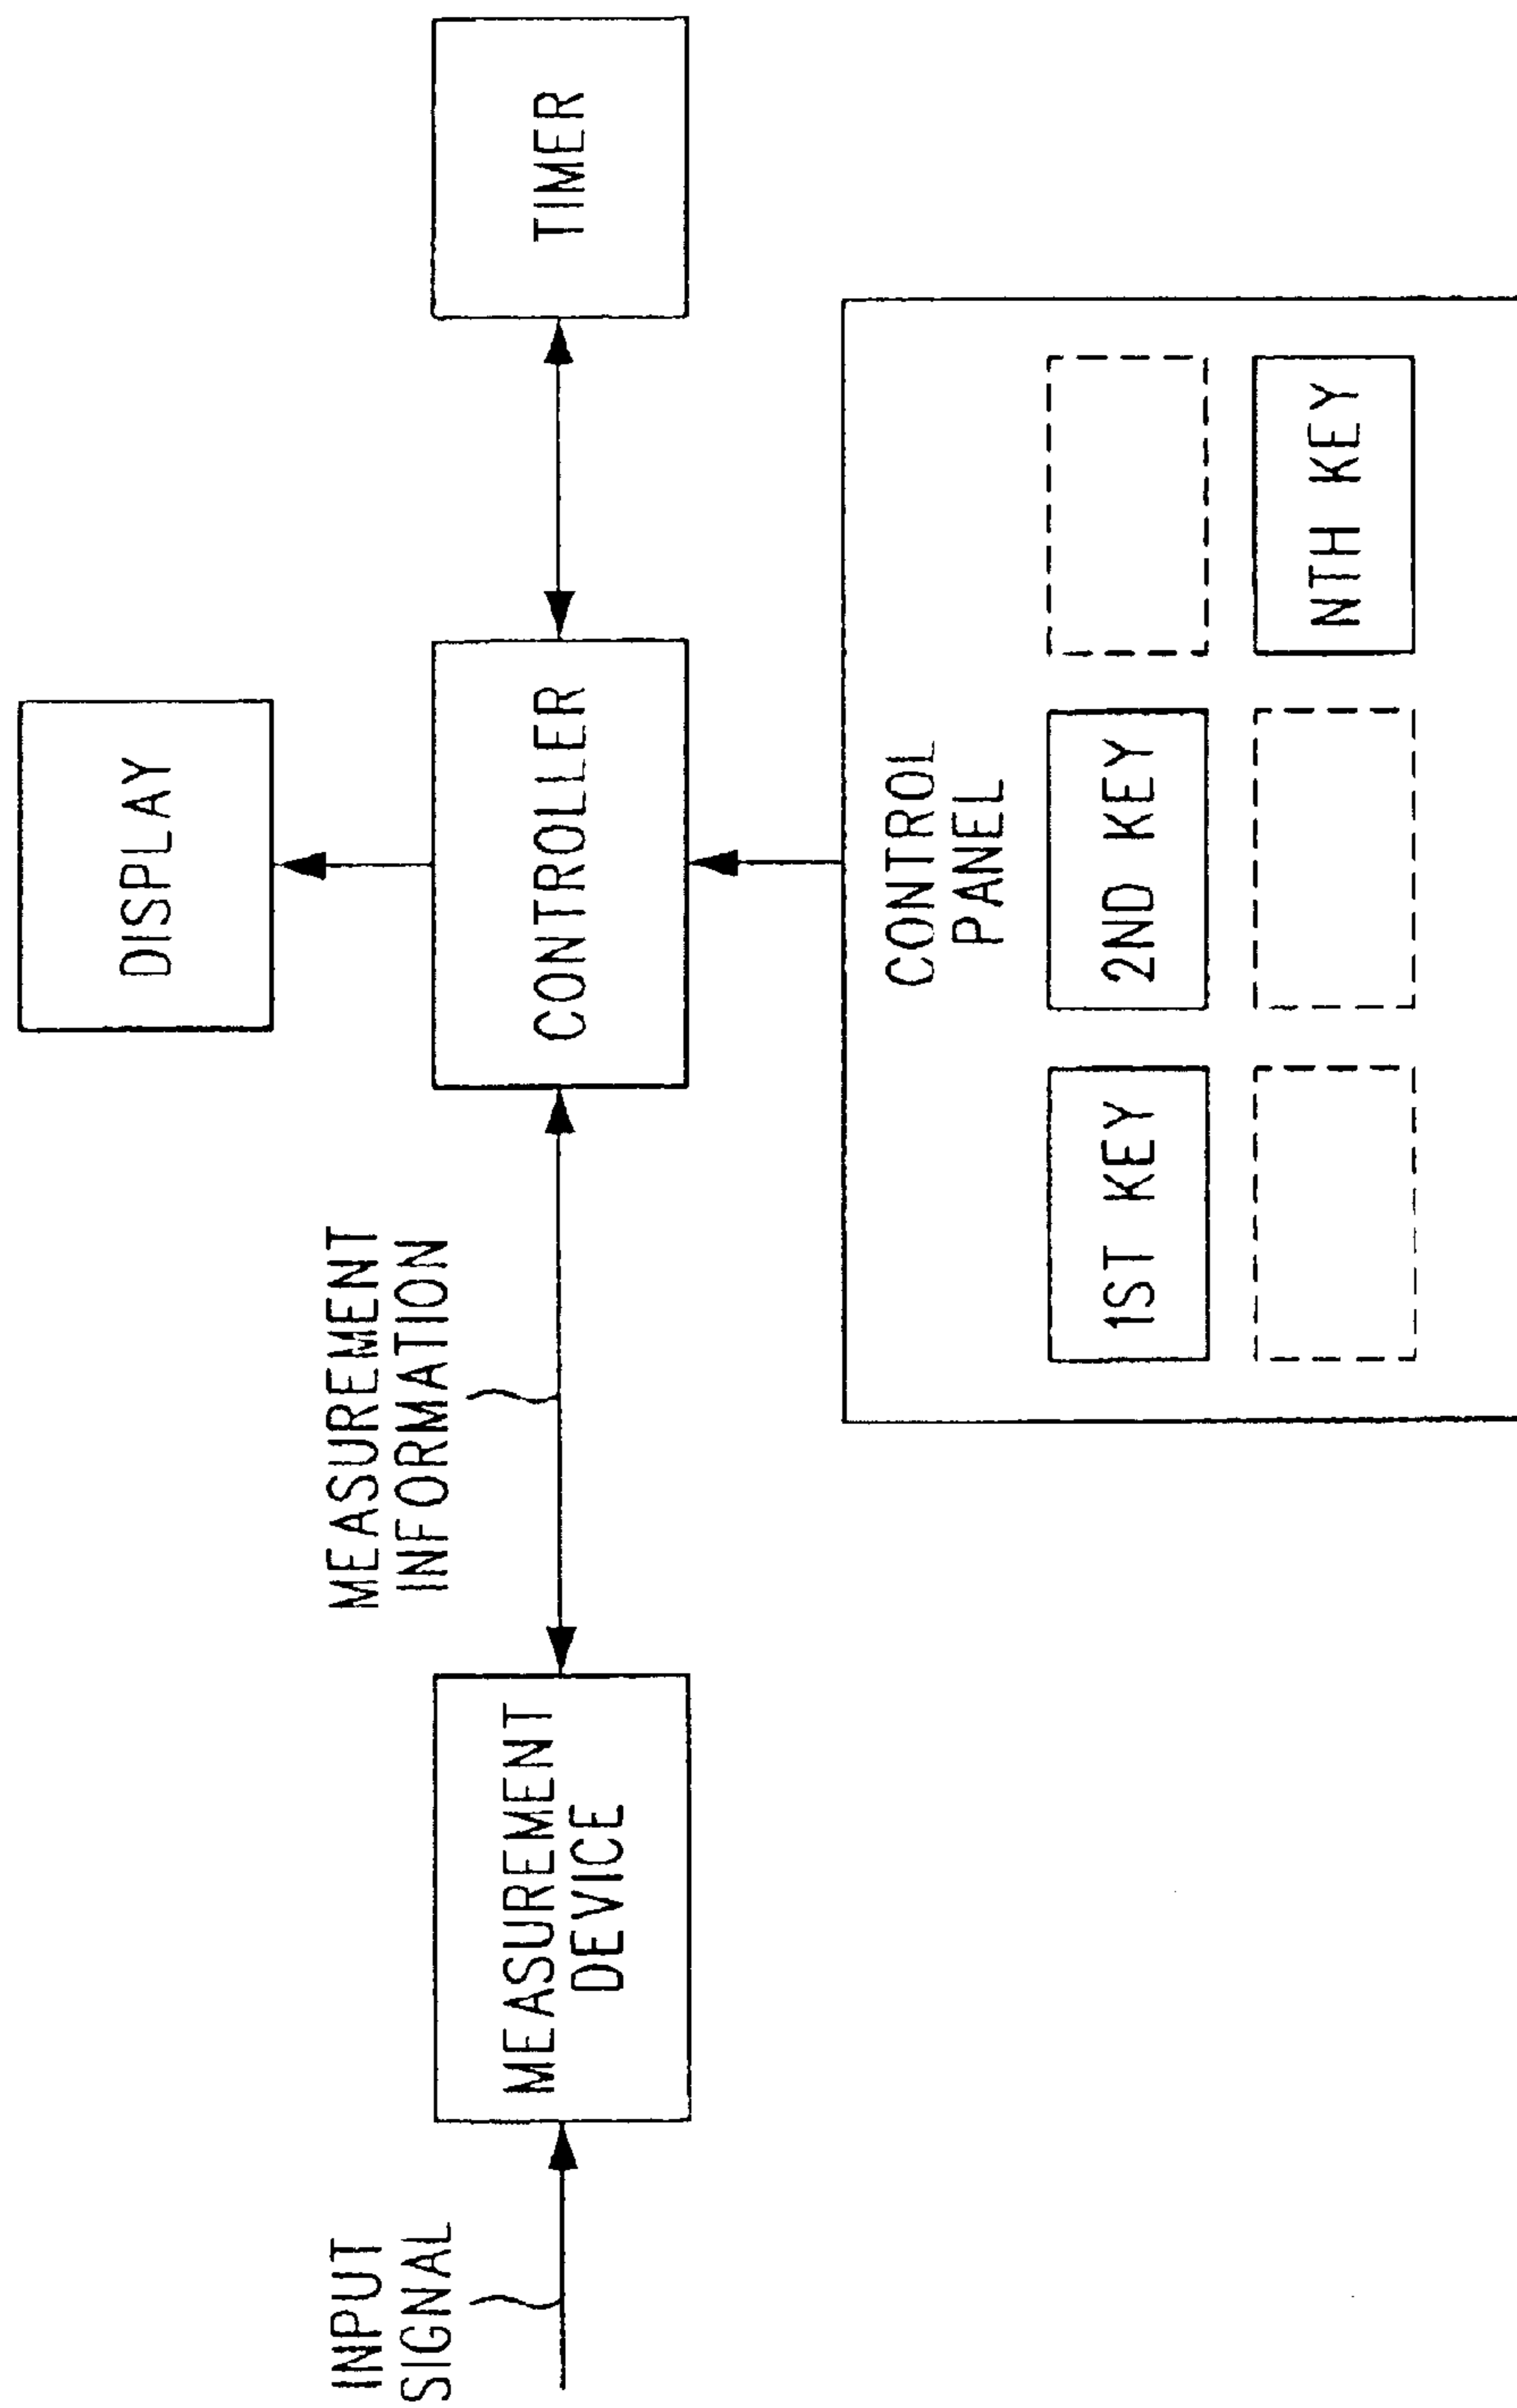 INPUT
SIGNAL
MEASUREMENT
DEVICE
MEASUREMENT
INFORMATION
DISPLAY
CONTROLLER
TIMER
CONTROL
PANEL
1ST KEY
2ND KEY
NTH KEY